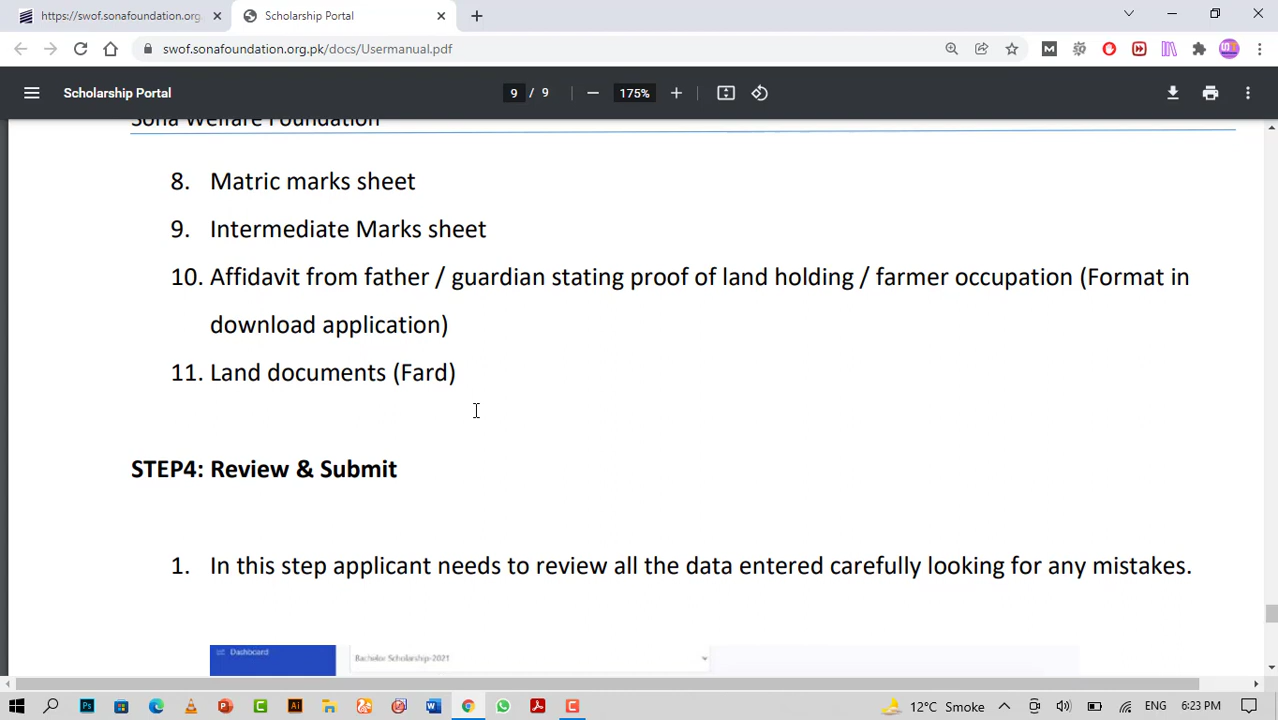 https://swof.sonafoundation.org
Scholarship Portal
swof.sonafoundation.org.pk/docs/Usermanual.pdf
Scholarship Portal
9 / 9
175%
Sona Welfare Foundation
8. Matric marks sheet
9. Intermediate Marks sheet
10. Affidavit from father / guardian stating proof of land holding / farmer occupation (Format in
download application)
11. Land documents (Fard)
STEP4: Review & Submit
1. In this step applicant needs to review all the data entered carefully looking for any mistakes.
Dashboard
Bachelor Scholarship-2021
12°C Smoke
ENG
6:23 PM